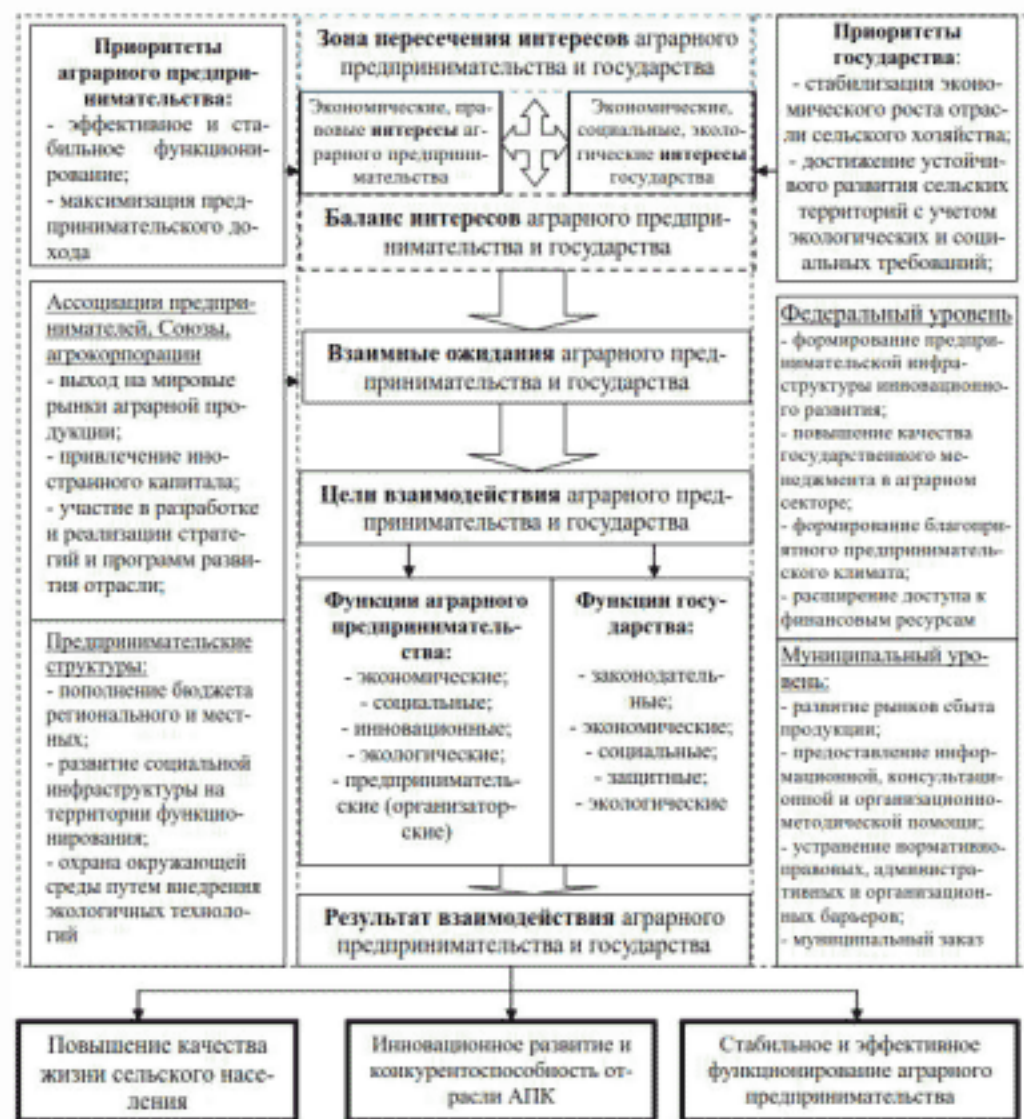 Приоритеты
аграрного предпри-
нимательства:
- эффективное и ста-
бильное функциони-
рование;
- максимизация пред-
принимательского до-
хода
Зона пересечения интересов аграрного
предпринимательства и государства
Экономические, пра-
вовые интересы аг-
рарного предприни-
мательства
Экономические,
социальные, эколо-
гические интересы
государства
Баланс интересов аграрного предпри-
нимательства и государства
Приоритеты
государства:
- стабилизация эконо-
мического роста отрас-
ли сельского хозяйства;
- достижение устойчи-
вого развития сельских
территорий с учетом
экологических и соци-
альных требований;
Ассоциации предпри-
нимателей, Союзы,
агрокорпорации
- выход на мировые
рынки аграрной про-
дукции;
- привлечение ино-
странного капитала;
- участие в разработке
и реализации страте-
гий и программ разви-
тия отрасли;
Предпринимательские
структуры:
- пополнение бюджета
регионального и мест-
ных;
- развитие социальной
инфраструктуры на
территории функцио-
нирования;
- охрана окружающей
среды путем внедрения
экологичных техноло-
гий
Взаимные ожидания аграрного пред-
принимательства и государства
Цели взаимодействия аграрного пред-
принимательства и государства
Функции аграрного
предприниматель-
ства:
- экономические;
- социальные;
- инновационные;
- экологические;
- предприниматель-
ские (организатор-
ские)
Функции госу-
дарства:
- законодатель-
ные;
- экономические;
- социальные;
- защитные;
- экологические
Результат взаимодействия аграрного
предпринимательства и государства
Федеральный уровень
- формирование предпри-
нимательской инфра-
структуры инновационно-
го развития;
- повышение качества
государственного ме-
неджмента в аграрном
секторе;
- формирование благопри-
ятного предприниматель-
ского климата;
- расширение доступа к
финансовым ресурсам
Муниципальный уро-
вень:
- развитие рынков сбыта
продукции;
- предоставление инфор-
мационной, консультаци-
онной и организационно-
методической помощи;
- устранение нормативно-
правовых, администра-
тивных и организацион-
ных барьеров;
- муниципальный заказ
Повышение качества
жизни сельского насе-
ления
Инновационное развитие и
конкурентоспособность от-
расли АПК
Стабильное и эффективное
функционирование аграрного
предпринимательства